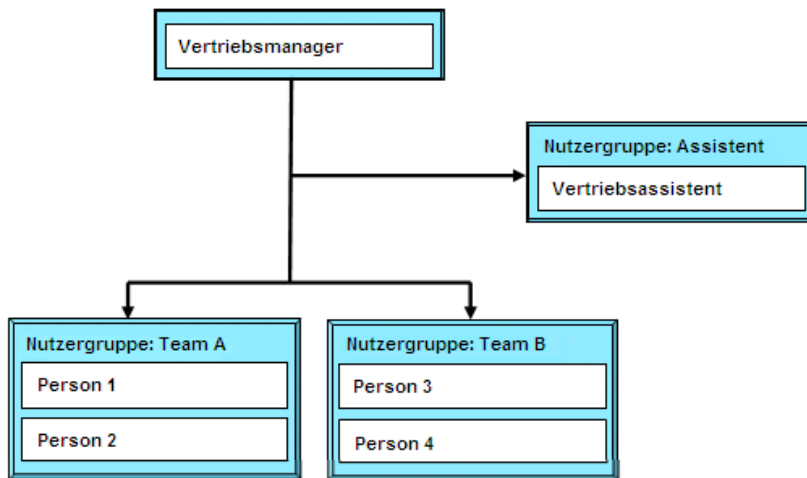 Vertriebsmanager
Nutzergruppe: Assistent
Vertriebsassistent
Nutzergruppe: Team A
Person 1
Person 2
Nutzergruppe: Team B
Person 3
Person 4